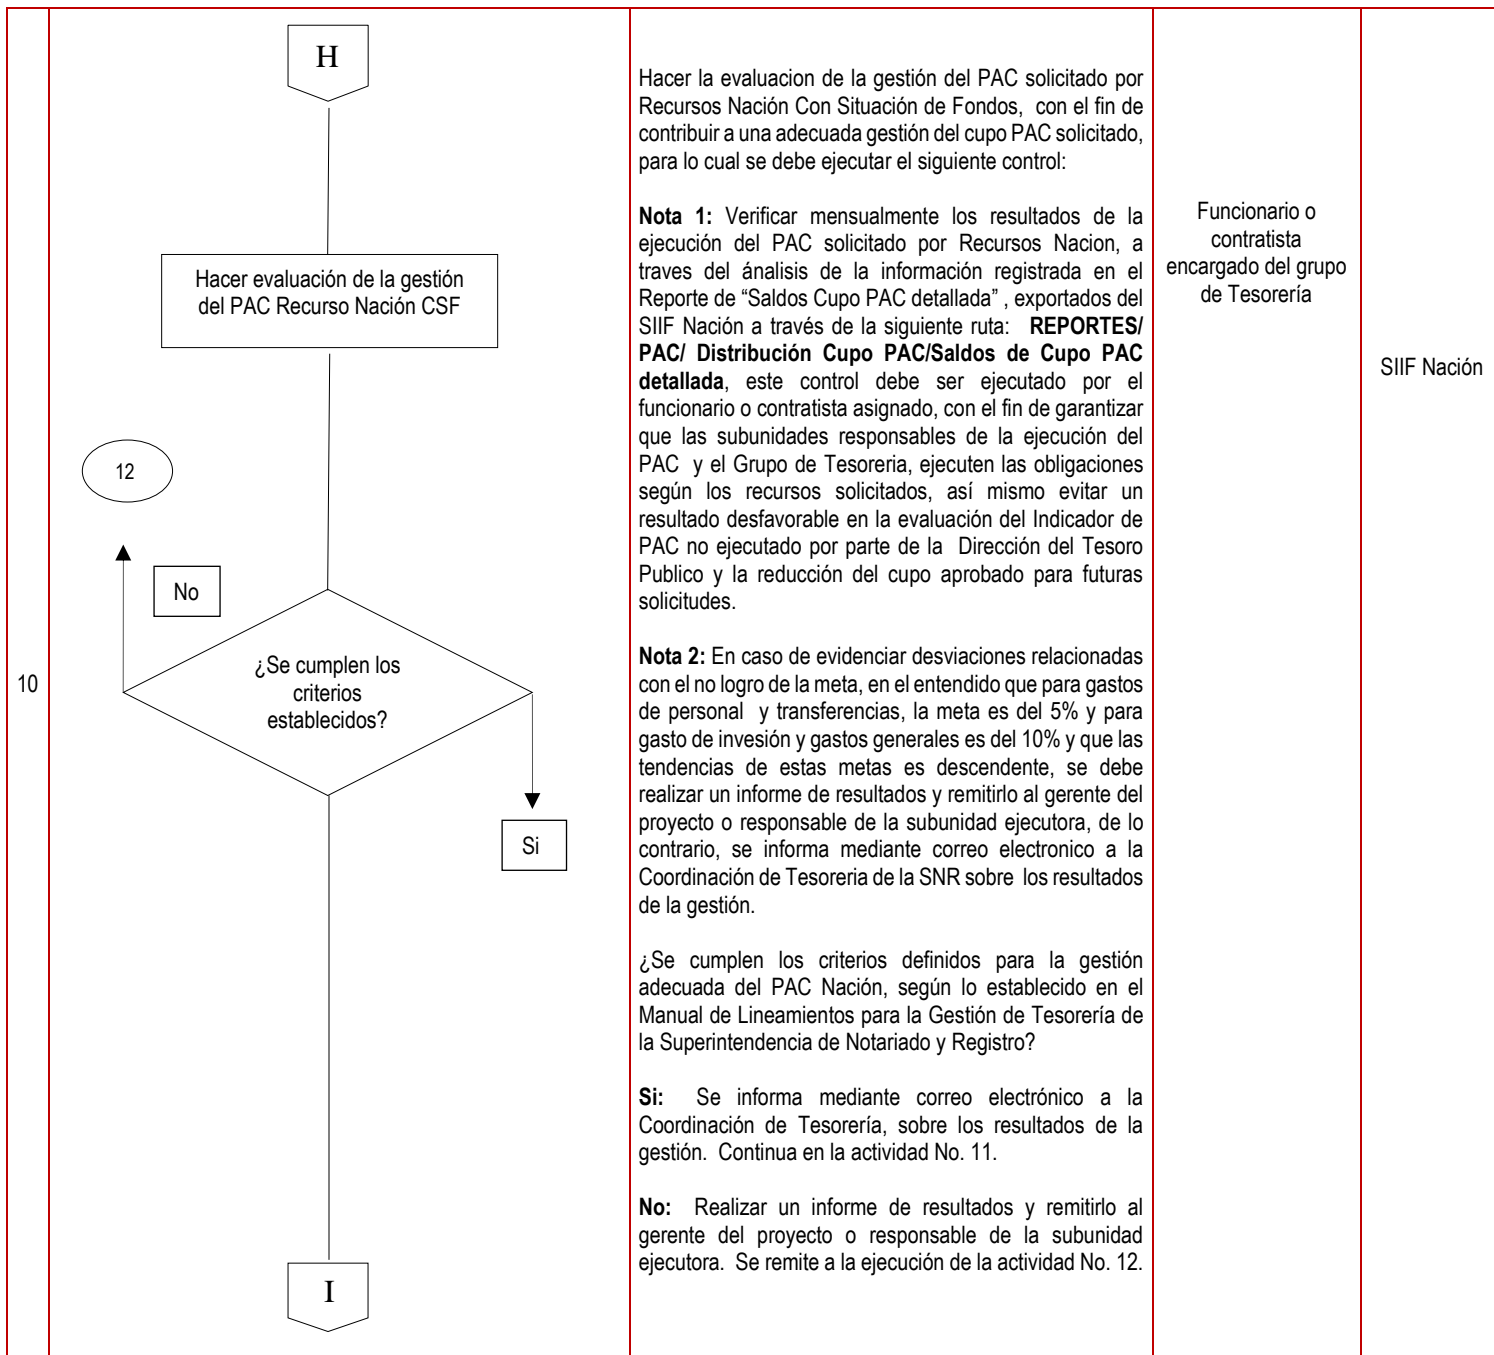 10
H
Hacer evaluación de la gestión
del PAC Recurso Nación CSF
12
No
¿Se cumplen los
criterios
establecidos?
Si
I
Hacer la evaluacion de la gestión del PAC solicitado por
Recursos Nación Con Situación de Fondos, con el fin de
contribuir a una adecuada gestión del cupo PAC solicitado,
para lo cual se debe ejecutar el siguiente control:
Nota 1: Verificar mensualmente los resultados de la
ejecución del PAC solicitado por Recursos Nacion, a
traves del ánalisis de la información registrada en el
Reporte de “Saldos Cupo PAC detallada” , exportados del
SIIF Nación a través de la siguiente ruta: REPORTES/
PAC/ Distribución Cupo PAC/Saldos de Cupo PAC
detallada, este control debe ser ejecutado por el
funcionario o contratista asignado, con el fin de garantizar
que las subunidades responsables de la ejecución del
PAC y el Grupo de Tesoreria, ejecuten las obligaciones
según los recursos solicitados, así mismo evitar un
resultado desfavorable en la evaluación del Indicador de
PAC no ejecutado por parte de la Dirección del Tesoro
Publico y la reducción del cupo aprobado para futuras
solicitudes.
Nota 2: En caso de evidenciar desviaciones relacionadas
con el no logro de la meta, en el entendido que para gastos
de personal y transferencias, la meta es del 5% y para
gasto de invesión y gastos generales es del 10% y que las
tendencias de estas metas es descendente, se debe
realizar un informe de resultados y remitirlo al gerente del
proyecto o responsable de la subunidad ejecutora, de lo
contrario, se informa mediante correo electronico a la
Coordinación de Tesoreria de la SNR sobre los resultados
de la gestión.
¿Se cumplen los criterios definidos para la gestión
adecuada del PAC Nación, según lo establecido en el
Manual de Lineamientos para la Gestión de Tesorería de
la Superintendencia de Notariado y Registro?
Si: Se informa mediante correo electrónico a la
Coordinación de Tesorería, sobre los resultados de la
gestión. Continua en la actividad No. 11.
No: Realizar un informe de resultados y remitirlo al
gerente del proyecto o responsable de la subunidad
ejecutora. Se remite a la ejecución de la actividad No. 12.
Funcionario o
contratista
encargado del grupo
de Tesorería
SIIF Nación